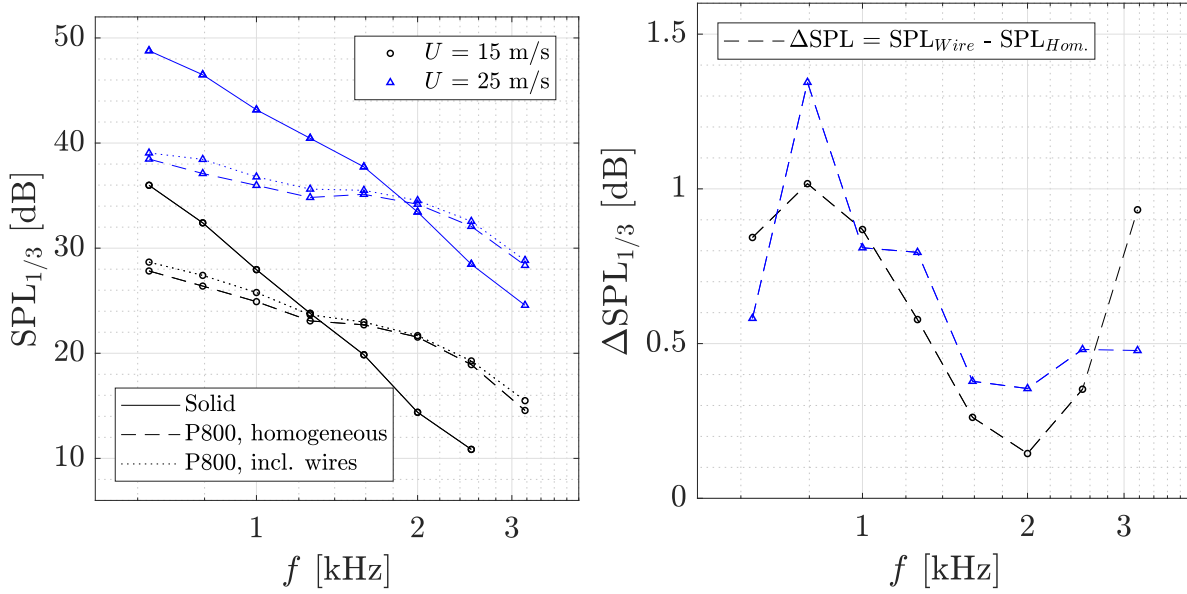 50
40
30
20
10
SPL1/3 [dB]
U = 15 m/s
U = 25 m/s
Solid
P800, homogeneous
P800, incl. wires
1 2 3
f [kHz]
1.5
1
0.5
0
ΔSPL1/3 [dB]
ΔSPL = SPLWire - SPLHom.
1 2 3
f [kHz]